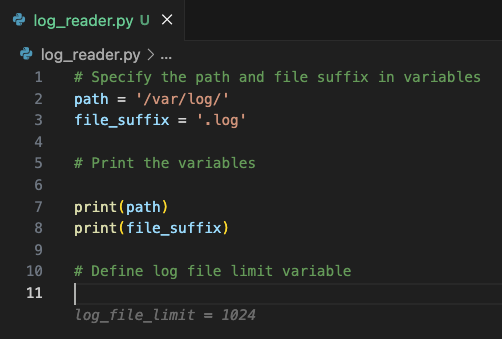 log_reader.py U ×
log_reader.py > ...
1 # Specify the path and file suffix in variables
2 path = '/var/log/'
3 file_suffix = '.log'
4
5 # Print the variables
6
7 print(path)
8 print(file_suffix)
9
10 # Define log file limit variable
11
log_file_limit = 1024